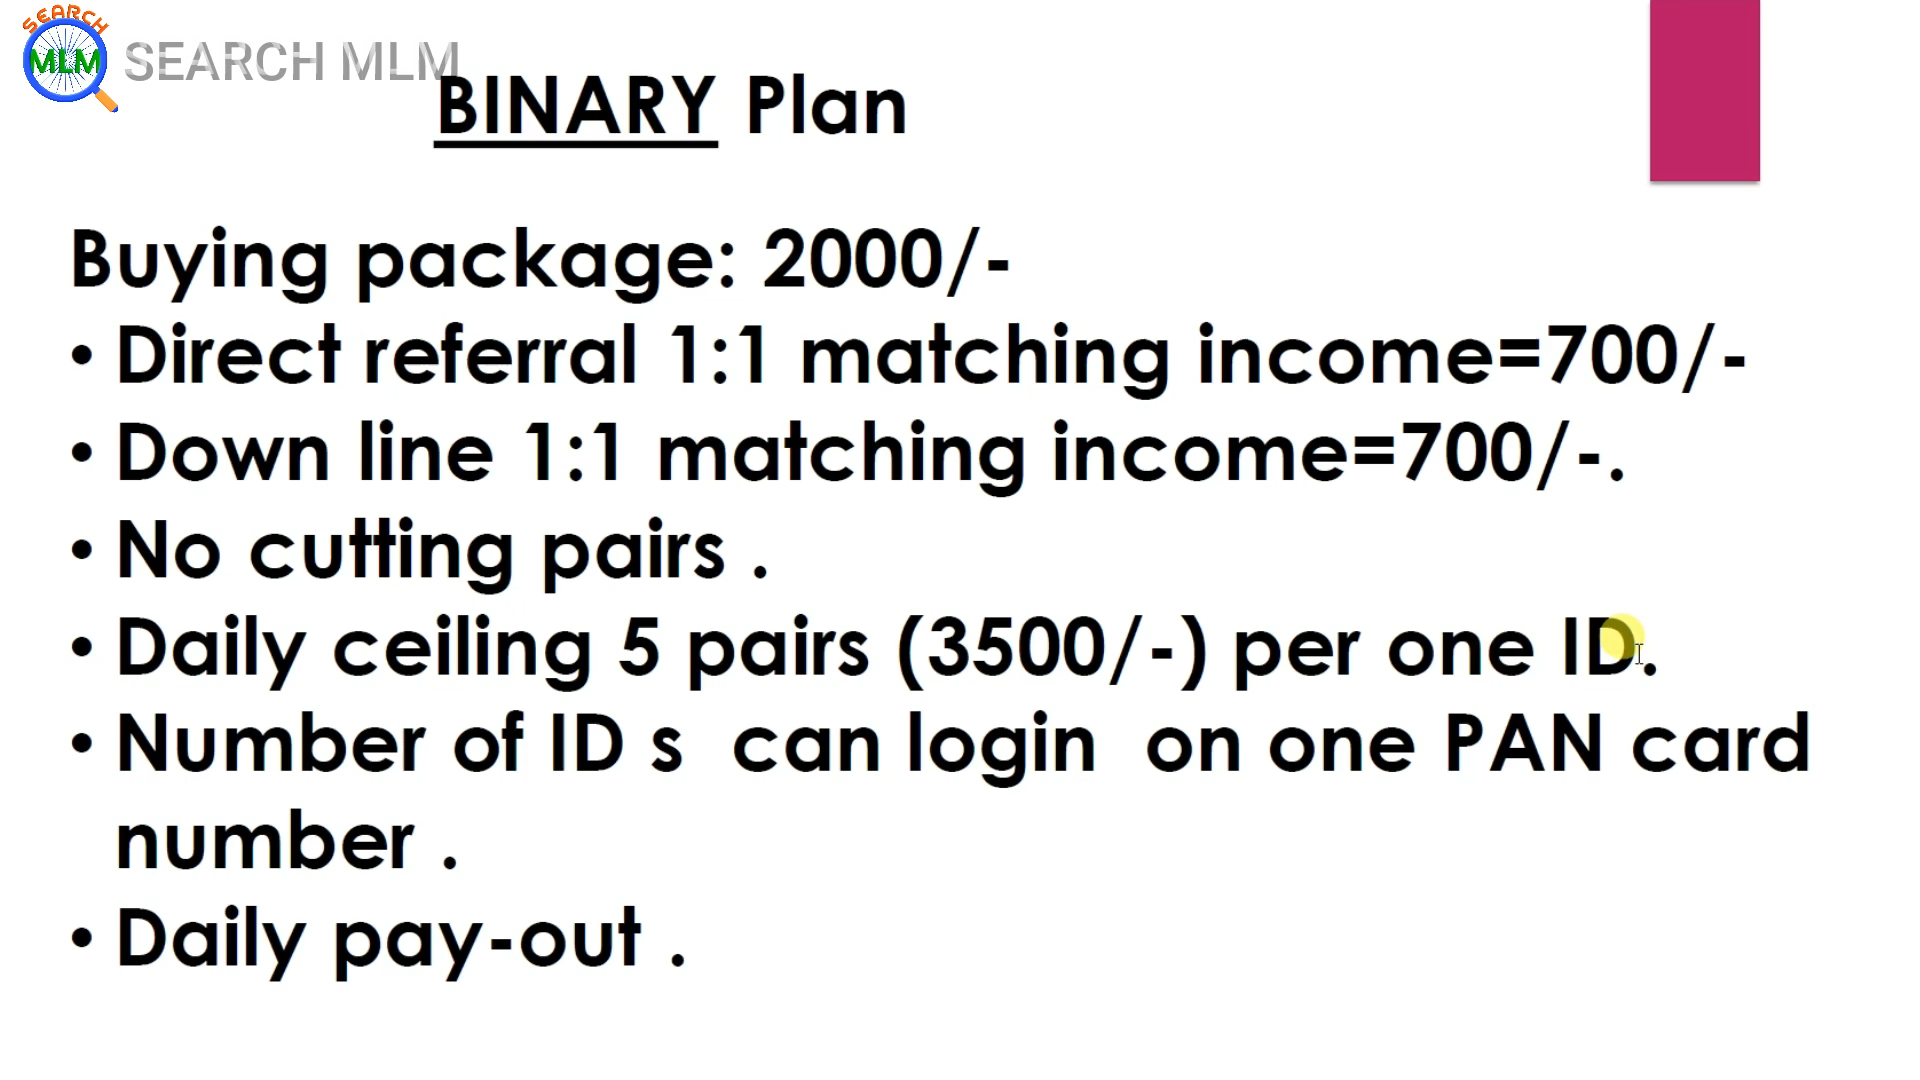 SEARCH
MLM
SEARCH MLM
BINARY Plan
Buying package: 2000/-
• Direct referral 1:1 matching income=700/-
• Down line 1:1 matching income=700/-.
• No cutting pairs .
• Daily ceiling 5 pairs (3500/-) per one ID.
• Number of ID s can login on one PAN card
number .
• Daily pay-out .